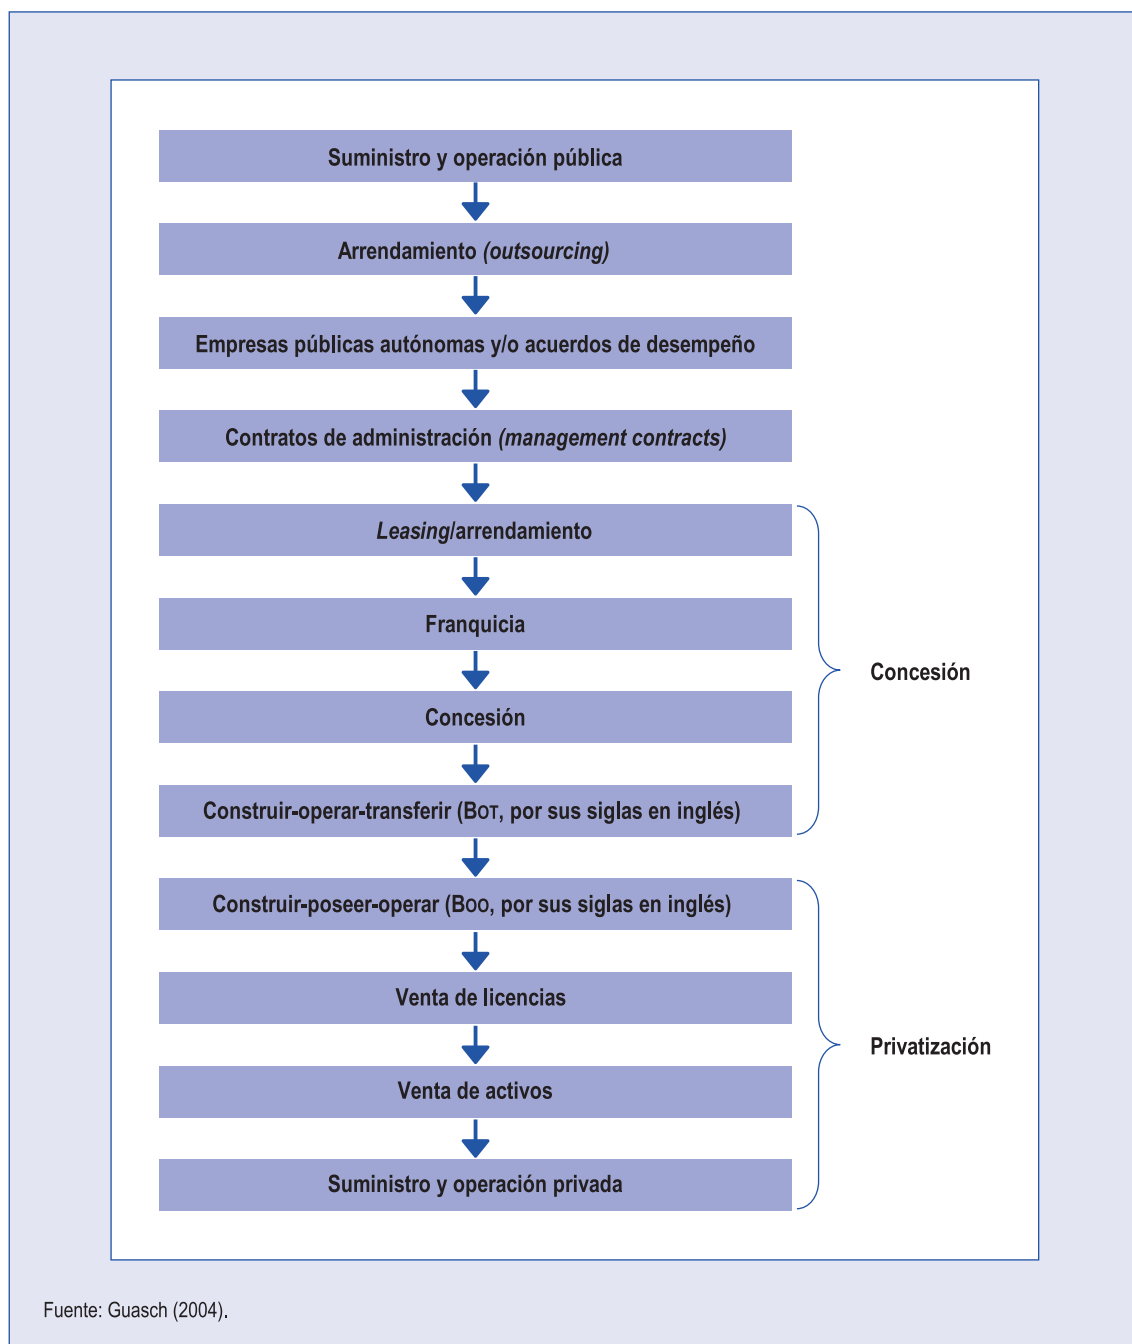 Suministro y operación pública
Arrendamiento (outsourcing)
Empresas públicas autónomas y/o acuerdos de desempeño
Contratos de administración (management contracts)
Leasing/arrendamiento
Franquicia
Concesión
Concesión
Construir-operar-transferir (BOT, por sus siglas en inglés)
Construir-poseer-operar (BOO, por sus siglas en inglés)
Venta de licencias
Privatización
Venta de activos
Suministro y operación privada
Fuente: Guasch (2004).